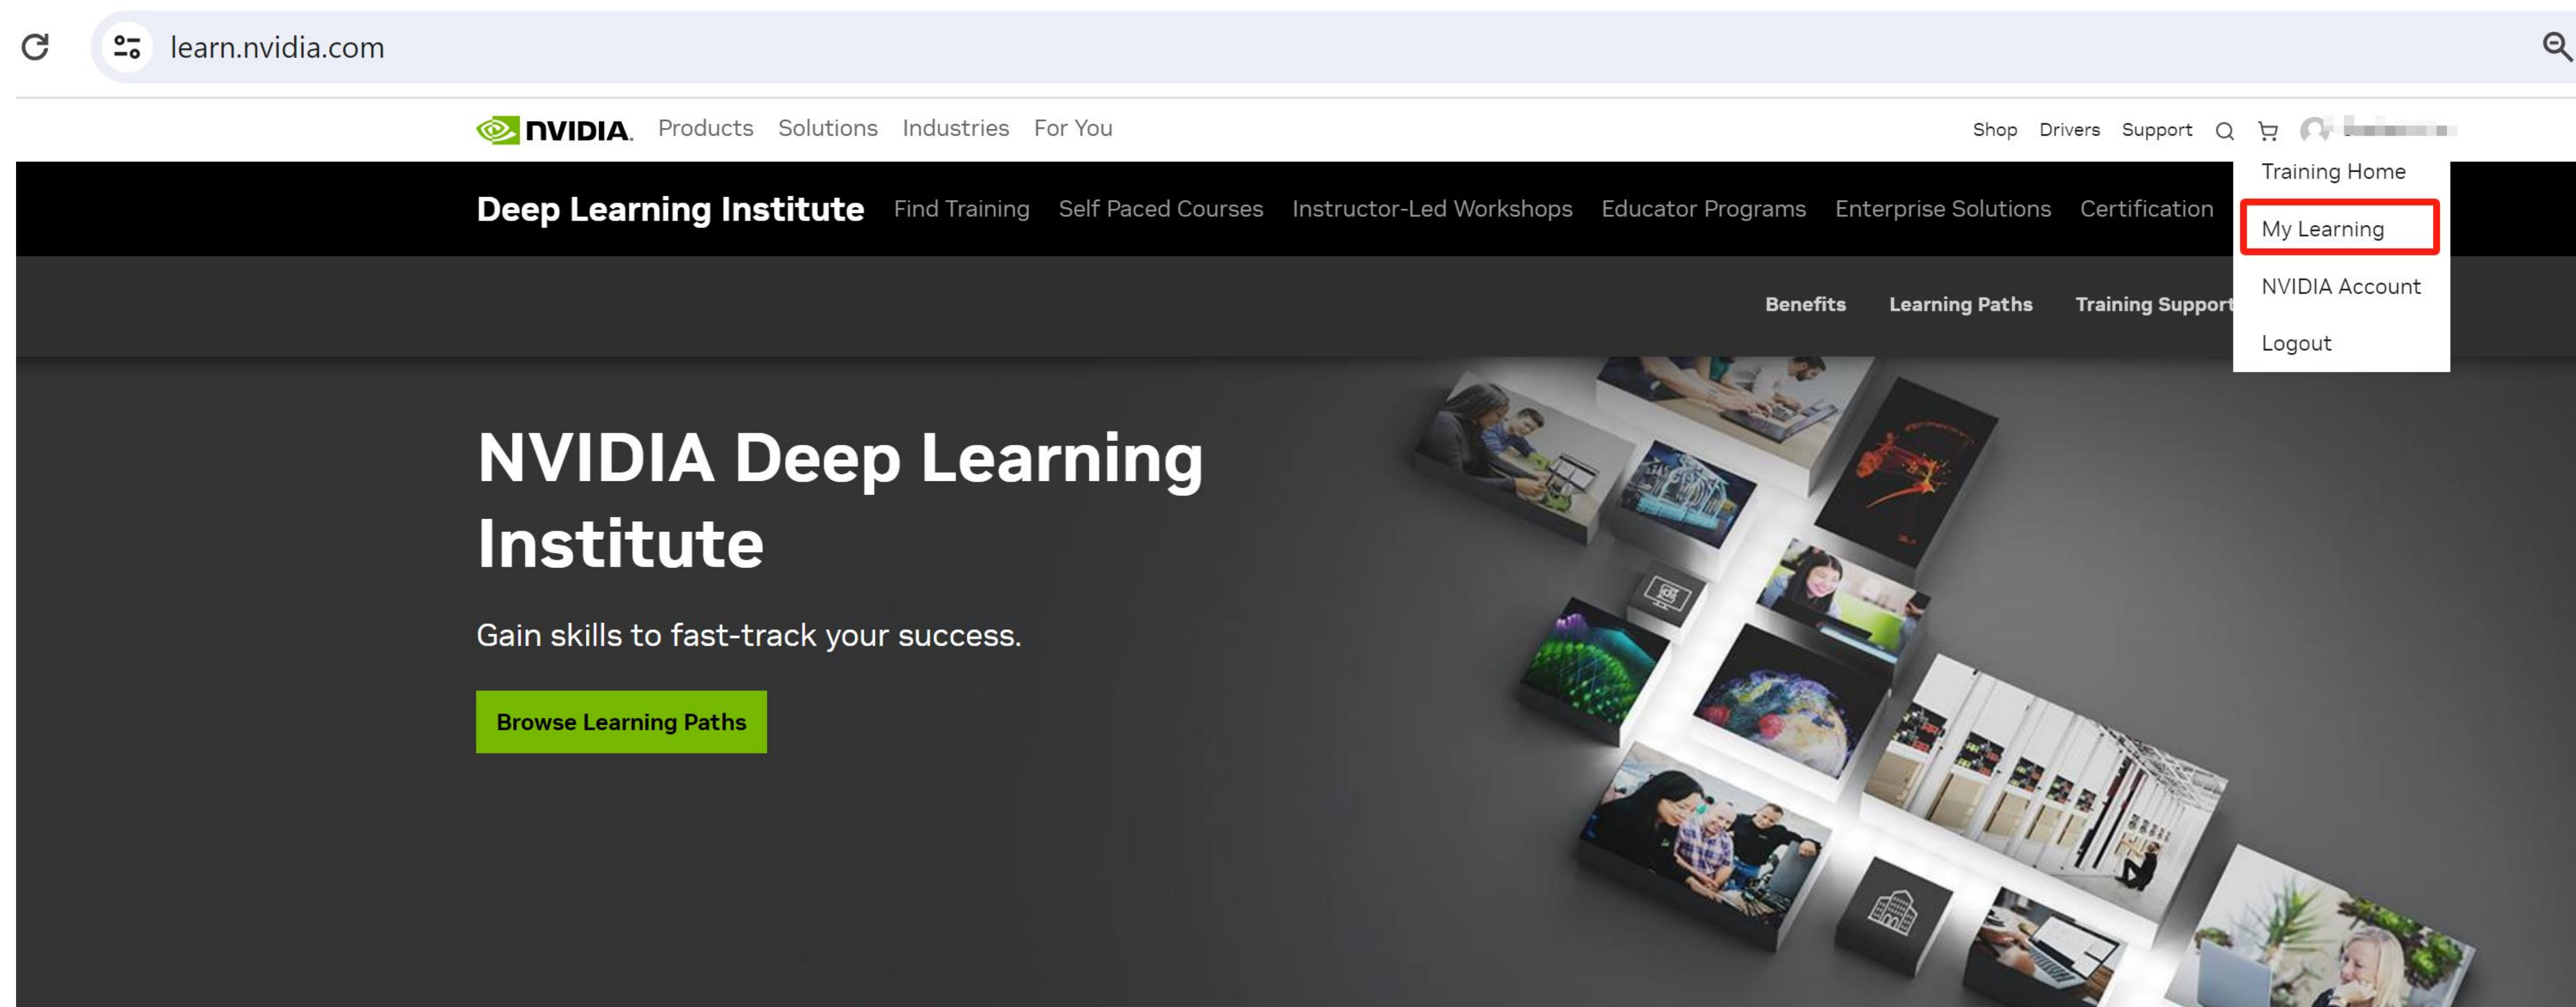 learn.nvidia.com
NVIDIA. Products Solutions Industries For You Shop Drivers Support
Training Home
Deep Learning Institute Find Training Self Paced Courses Instructor-Led Workshops Educator Programs Enterprise Solutions Certification
My Learning
NVIDIA Account
Benefits Learning Paths Training Support
Logout
NVIDIA Deep Learning
Institute
Gain skills to fast-track your success.
Browse Learning Paths